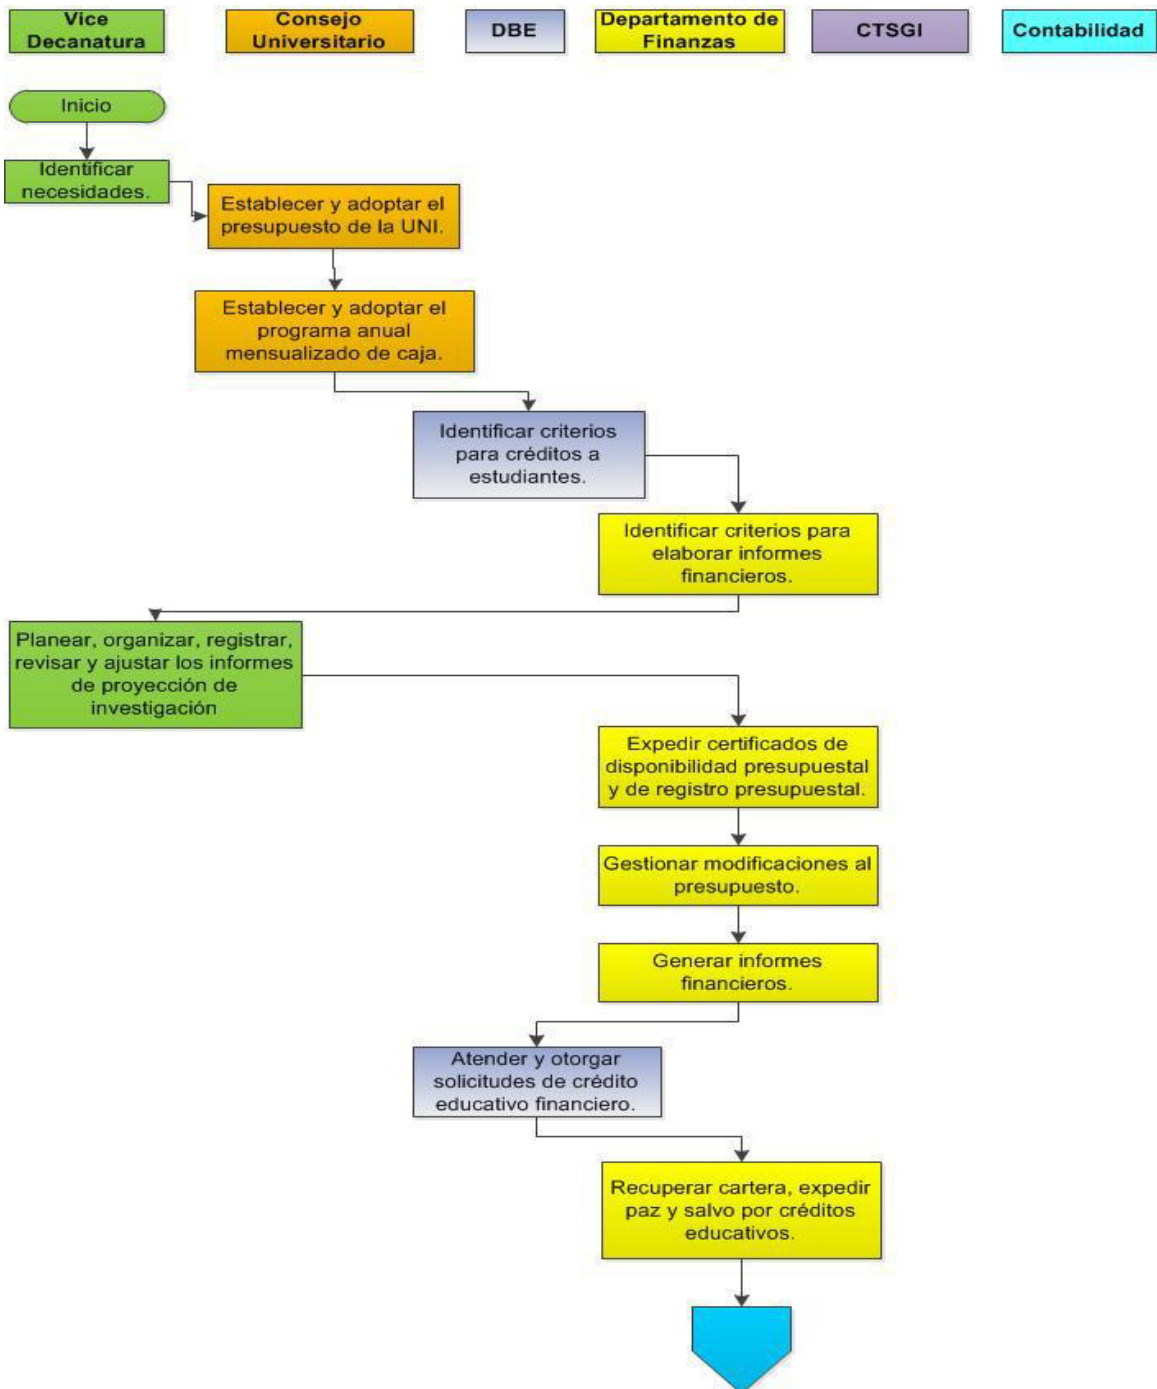 Vice
Decanatura
Consejo
Universitario
DBE
Departamento de
Finanzas
CTSGI
Contabilidad
Inicio
Identificar
necesidades.
Establecer y adoptar el
presupuesto de la UNI.
Establecer y adoptar el
programa anual
mensualizado de caja.
Identificar criterios
para créditos a
estudiantes.
Identificar criterios para
elaborar informes
financieros.
Planear, organizar, registrar,
revisar y ajustar los informes
de proyección de
investigación
Expedir certificados de
disponibilidad presupuestal
y de registro presupuestal.
Gestionar modificaciones al
presupuesto.
Generar informes
financieros.
Atender y otorgar
solicitudes de crédito
educativo financiero.
Recuperar cartera, expedir
paz y salvo por créditos
educativos.